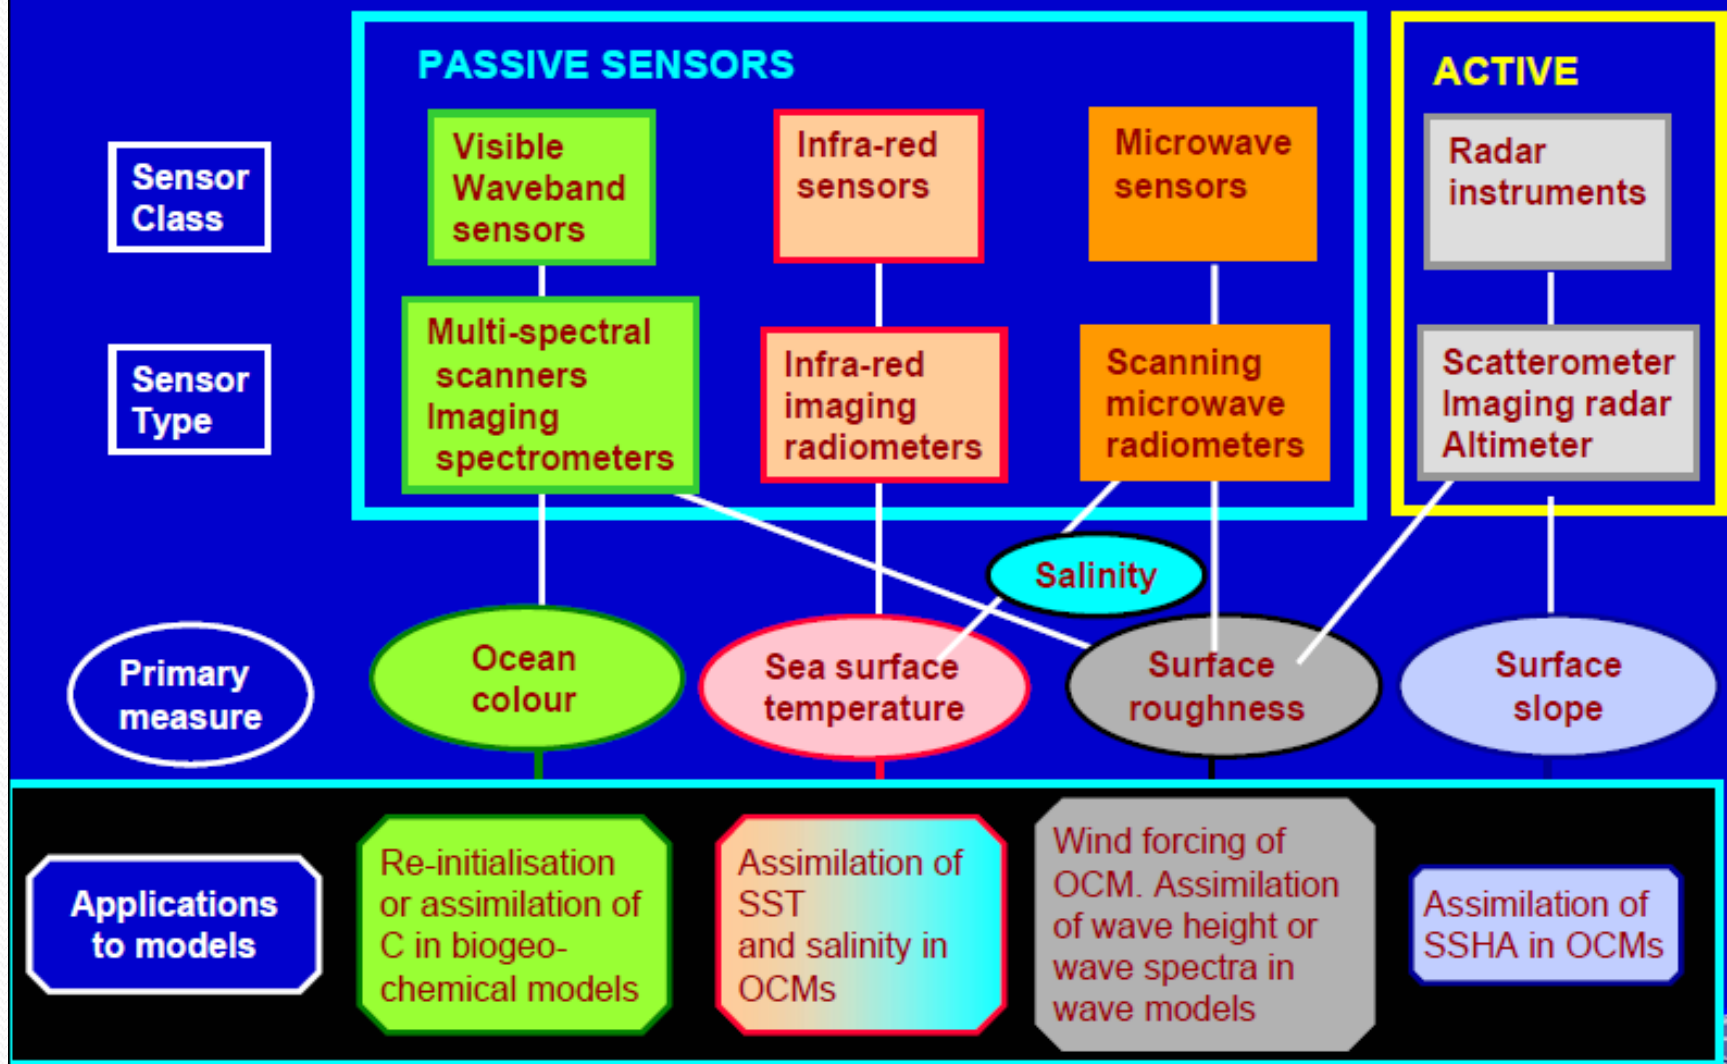 PASSIVE SENSORS
ACTIVE
Sensor
Class
Visible
Waveband
sensors
Infra-red
sensors
Microwave
sensors
Radar
instruments
Sensor
Type
Multi-spectral
scanners
Imaging
spectrometers
Infra-red
imaging
radiometers
Scanning
microwave
radiometers
Scatterometer
Imaging radar
Altimeter
Salinity
Primary
measure
Ocean
colour
Sea surface
temperature
Surface
roughness
Surface
slope
Applications
to models
Re-initialisation
or assimilation of
C in biogeo-
chemical models
Assimilation of
SST
and salinity in
OCMs
Wind forcing of
OCM. Assimilation
of wave height or
wave spectra in
wave models
Assimilation of
SSHA in OCMs